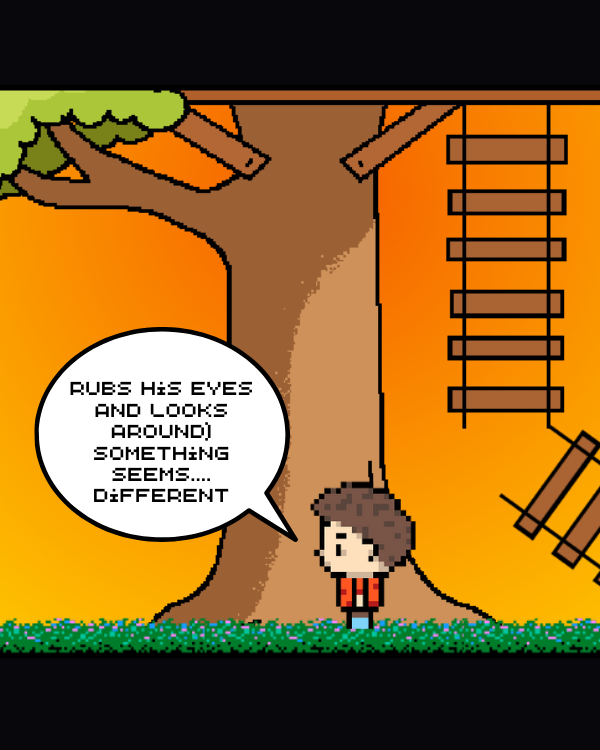 RUBS HiS EYES
AND LOOKS
AROUND)
SOMETHiNG
SEEMS....
DiFFERENT